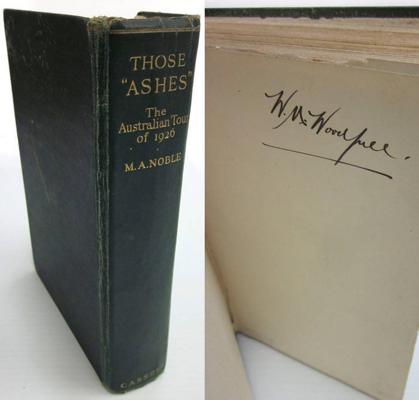 THOSE
"ASHES"
The
Australian Tour
of 1926
M.A.NOBLE
CASSELL
W. M. Woodfull.